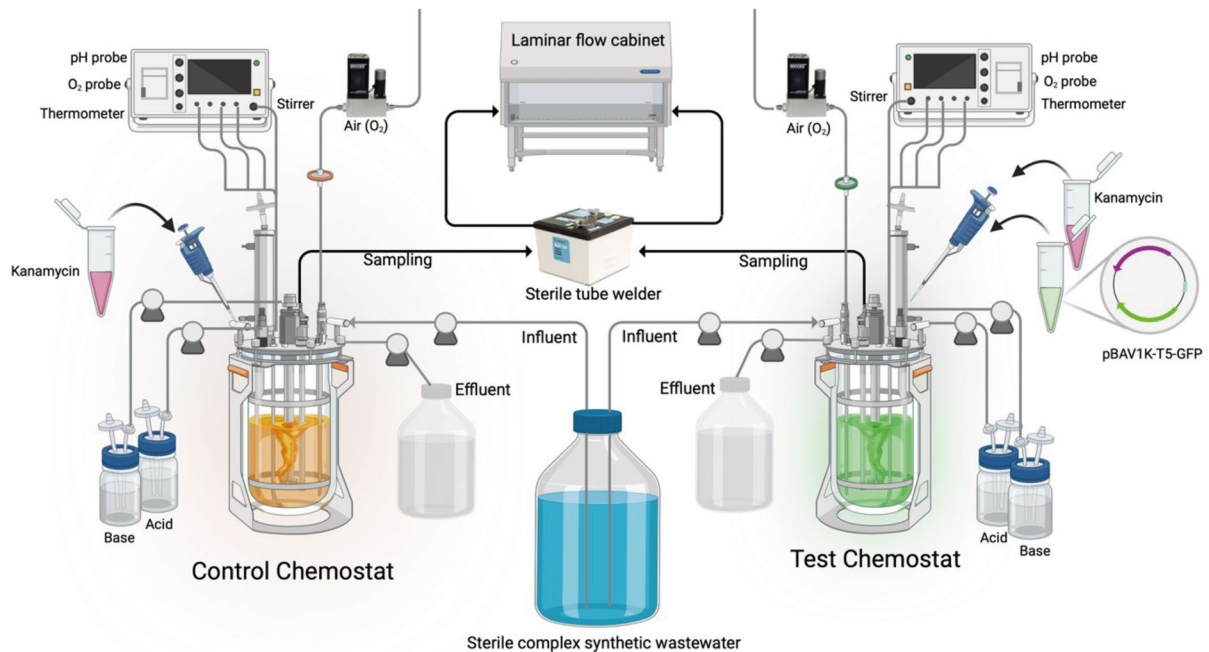 Laminar flow cabinet
pH probe
O₂ probe
Thermometer
Stirrer
Air (O₂)
Stirrer
Air (O₂)
pH probe
O₂ probe
Thermometer
Kanamycin
Kanamycin
Sampling
Sampling
Sterile tube welder
pBAV1K-T5-GFP
Influent
Influent
Effluent
Effluent
Base
Acid
Acid
Base
Control Chemostat
Test Chemostat
Sterile complex synthetic wastewater